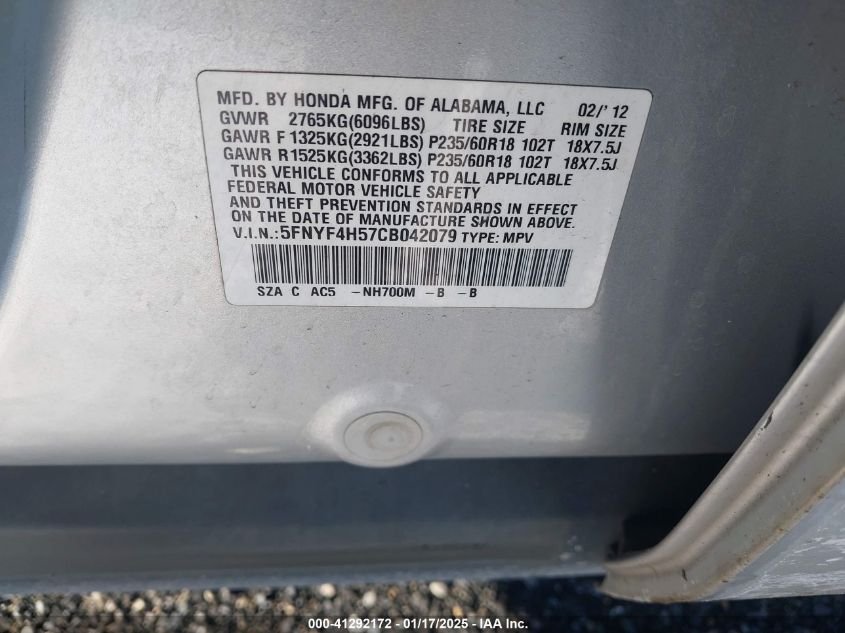 MFD. BY HONDA MFG. OF ALABAMA, LLC 02/'12
GVWR 2765KG(6096LBS) TIRE SIZE RIM SIZE
GAWR F 1325KG(2921LBS) P235/60R18 102T 18X7.5J
GAWR R1525KG(3362LBS) P235/60R18 102T 18X7.5J
THIS VEHICLE CONFORMS TO ALL APPLICABLE
FEDERAL MOTOR VEHICLE SAFETY
AND THEFT PREVENTION STANDARDS IN EFFECT
ON THE DATE OF MANUFACTURE SHOWN ABOVE.
V.I.N.:5FNYF4H57CB042079 TYPE: MPV
SZA C AC5 -NH700M -B -B
000-41292172 - 01/17/2025 - IAA Inc.